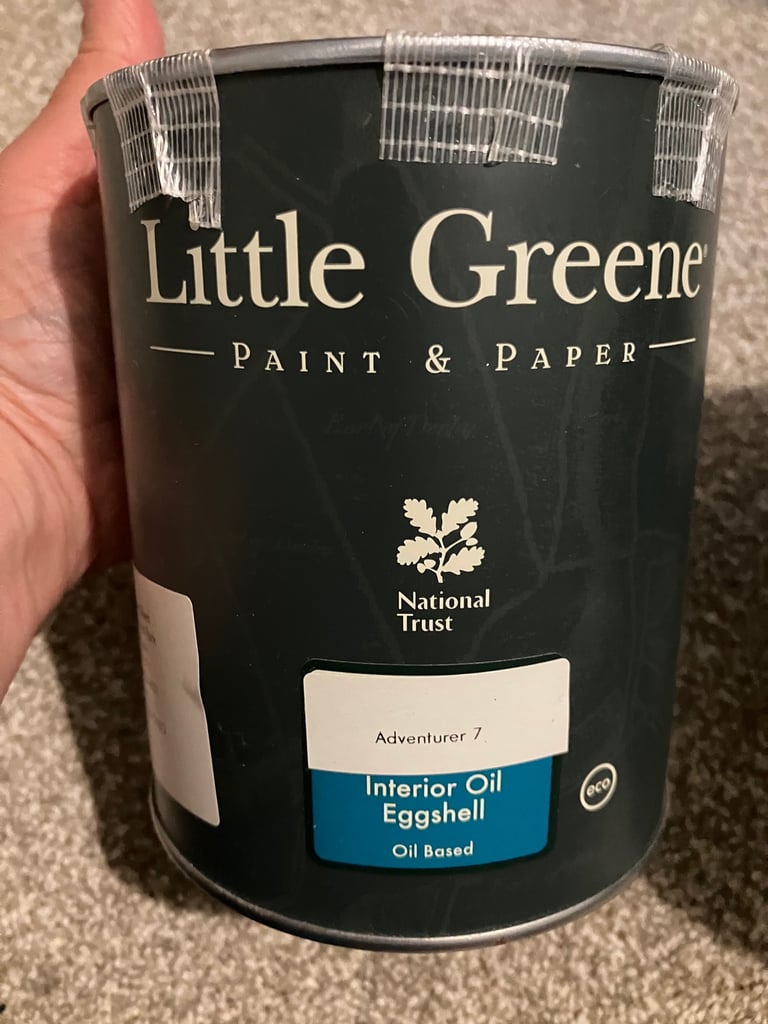 Little Greene
PAINT & PAPER
National
Trust
Adventurer 7
Interior Oil
Eggshell
Oil Based
eco